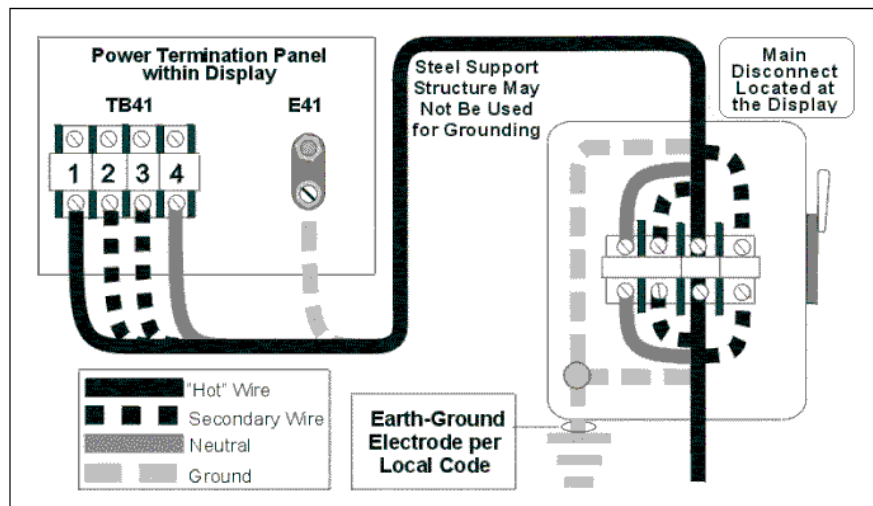 Power Termination Panel
within Display
TB41
E41
1 2 3 4
Steel Support
Structure May
Not Be Used
for Grounding
Main
Disconnect
Located at
the Display
"Hot" Wire
Secondary Wire
Neutral
Ground
Earth-Ground
Electrode per
Local Code